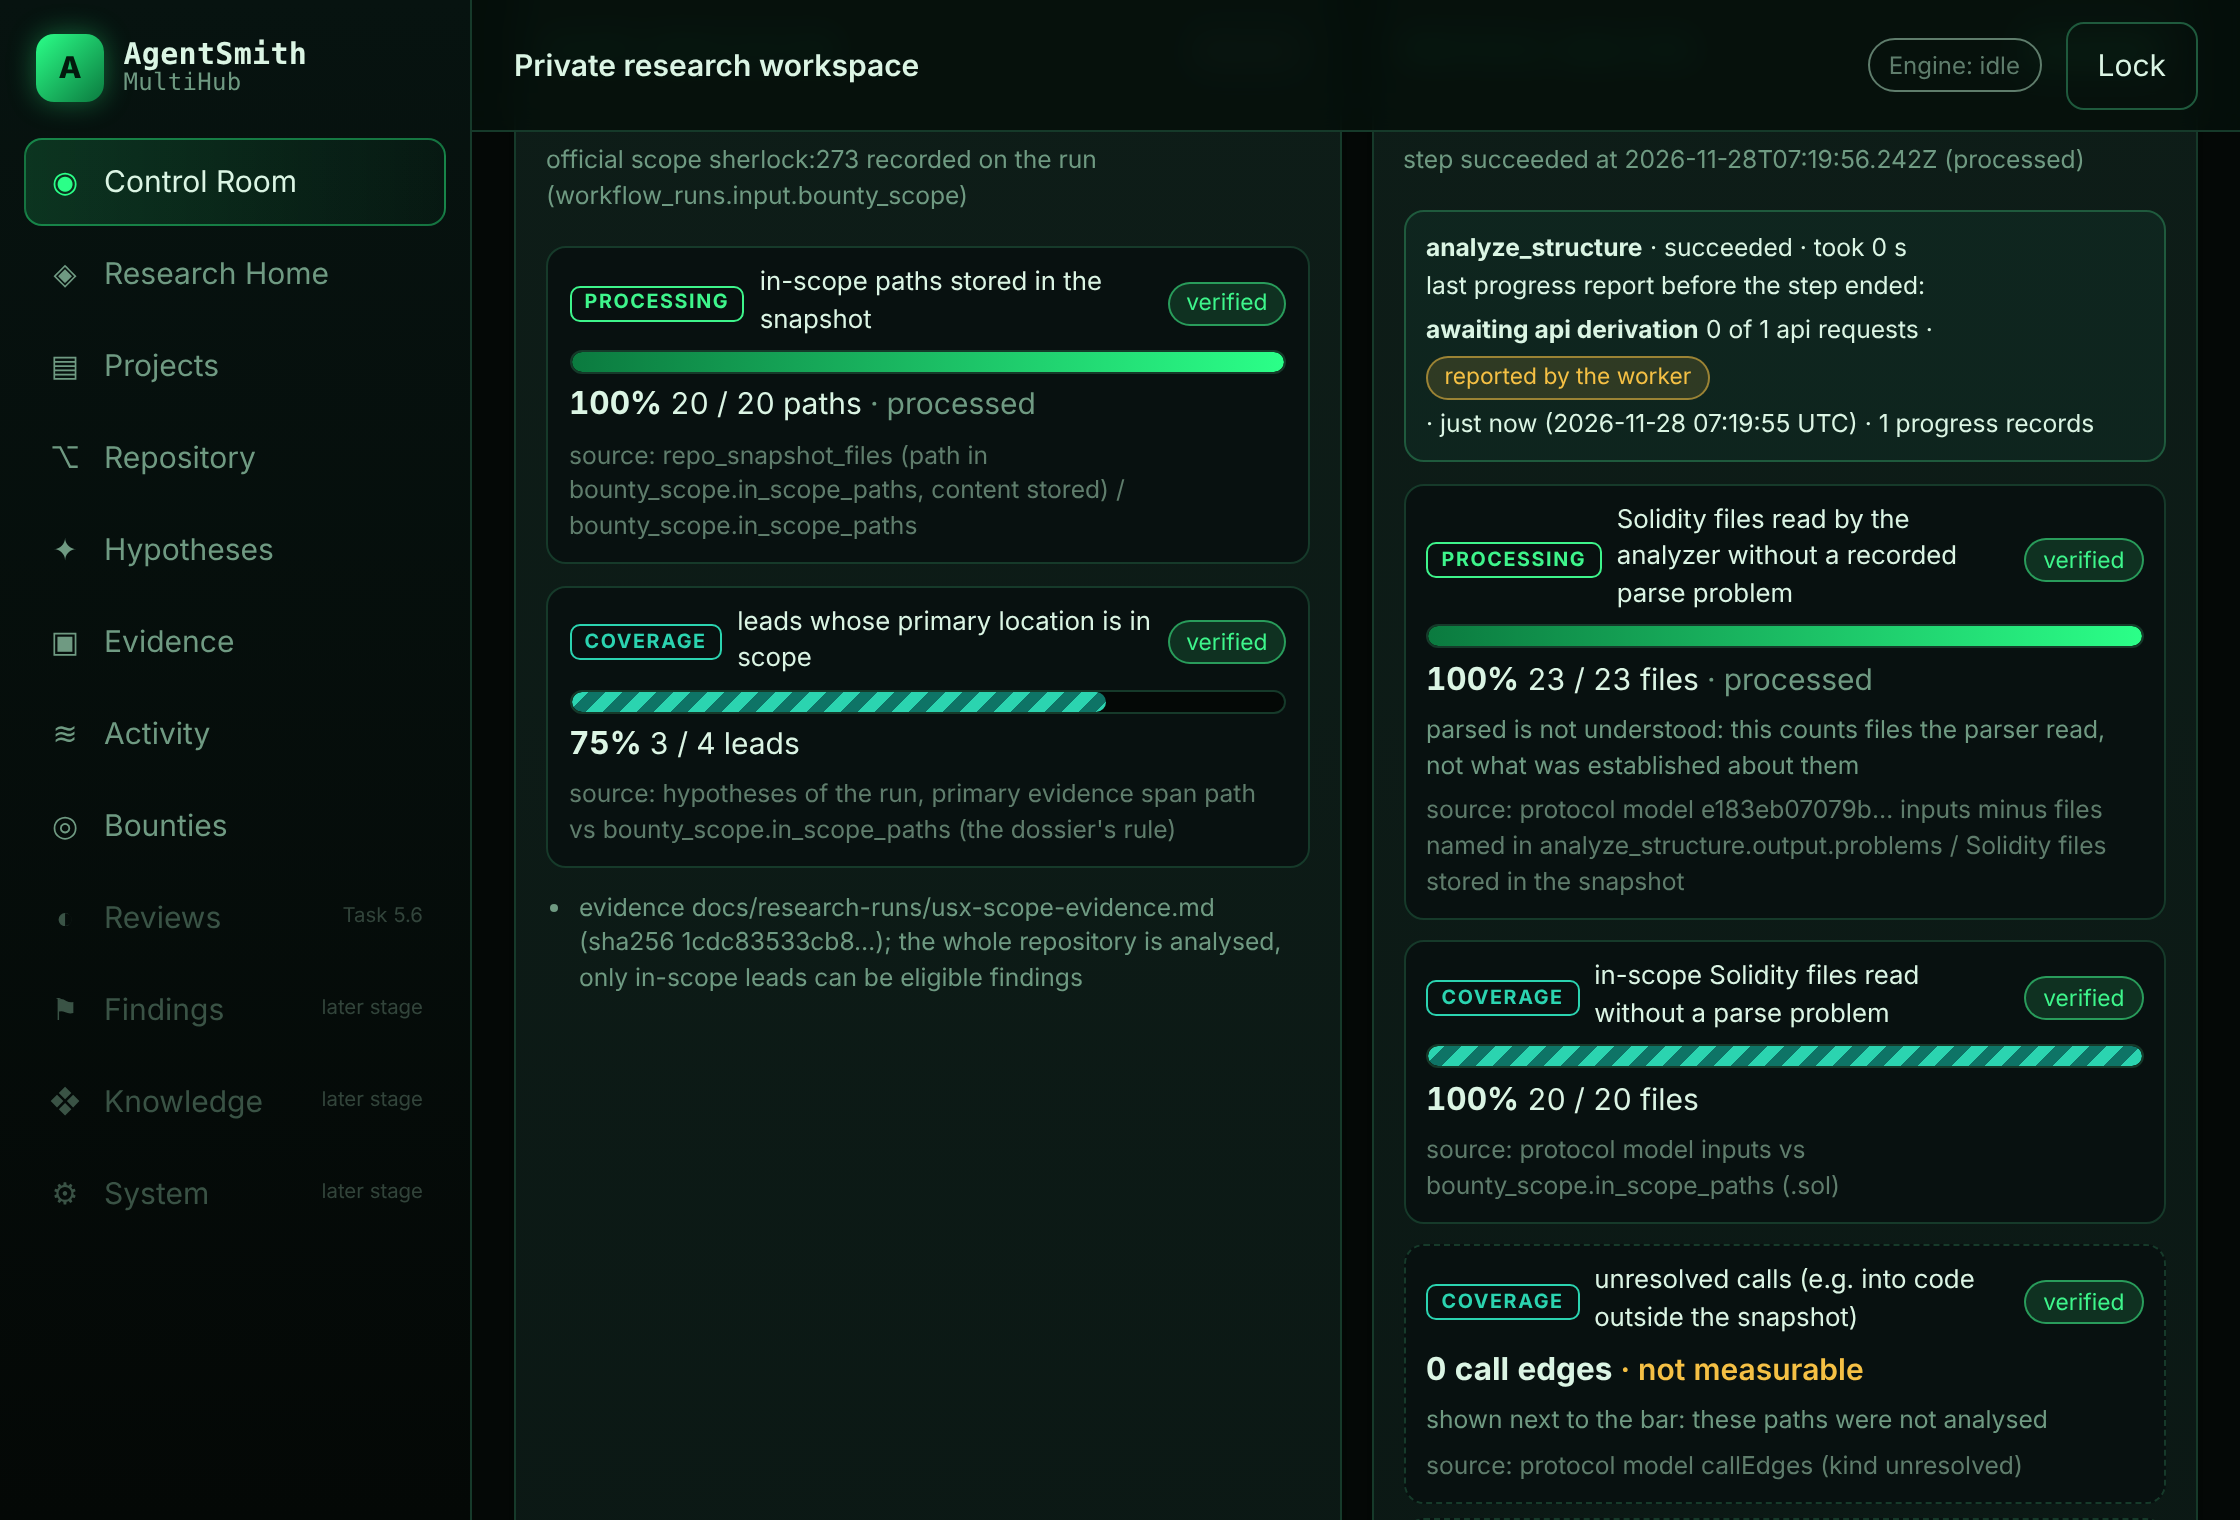 A
AgentSmith
MultiHub
Control Room
Research Home
Projects
Repository
Hypotheses
Evidence
Activity
Bounties
Reviews
Task 5.6
Findings
later stage
Knowledge
later stage
System
later stage
Private research workspace
Engine: idle
Lock
official scope sherlock:273 recorded on the run
(workflow_runs.input.bounty_scope)
PROCESSING
in-scope paths stored in the
snapshot
verified
100% 20 / 20 paths · processed
source: repo_snapshot_files (path in
bounty_scope.in_scope_paths, content stored) /
bounty_scope.in_scope_paths
COVERAGE
leads whose primary location is in
scope
verified
75% 3 / 4 leads
source: hypotheses of the run, primary evidence span path
vs bounty_scope.in_scope_paths (the dossier's rule)
• evidence docs/research-runs/usx-scope-evidence.md
(sha256 1cdc83533cb8…); the whole repository is analysed,
only in-scope leads can be eligible findings
step succeeded at 2026-11-28T07:19:56.242Z (processed)
analyze_structure · succeeded · took 0 s
last progress report before the step ended:
awaiting api derivation 0 of 1 api requests ·
reported by the worker
· just now (2026-11-28 07:19:55 UTC) · 1 progress records
PROCESSING
Solidity files read by the
analyzer without a recorded
parse problem
verified
100% 23 / 23 files · processed
parsed is not understood: this counts files the parser read,
not what was established about them
source: protocol model e183eb07079b… inputs minus files
named in analyze_structure.output.problems / Solidity files
stored in the snapshot
COVERAGE
in-scope Solidity files read
without a parse problem
verified
100% 20 / 20 files
source: protocol model inputs vs
bounty_scope.in_scope_paths (.sol)
COVERAGE
unresolved calls (e.g. into code
outside the snapshot)
verified
0 call edges · not measurable
shown next to the bar: these paths were not analysed
source: protocol model callEdges (kind unresolved)